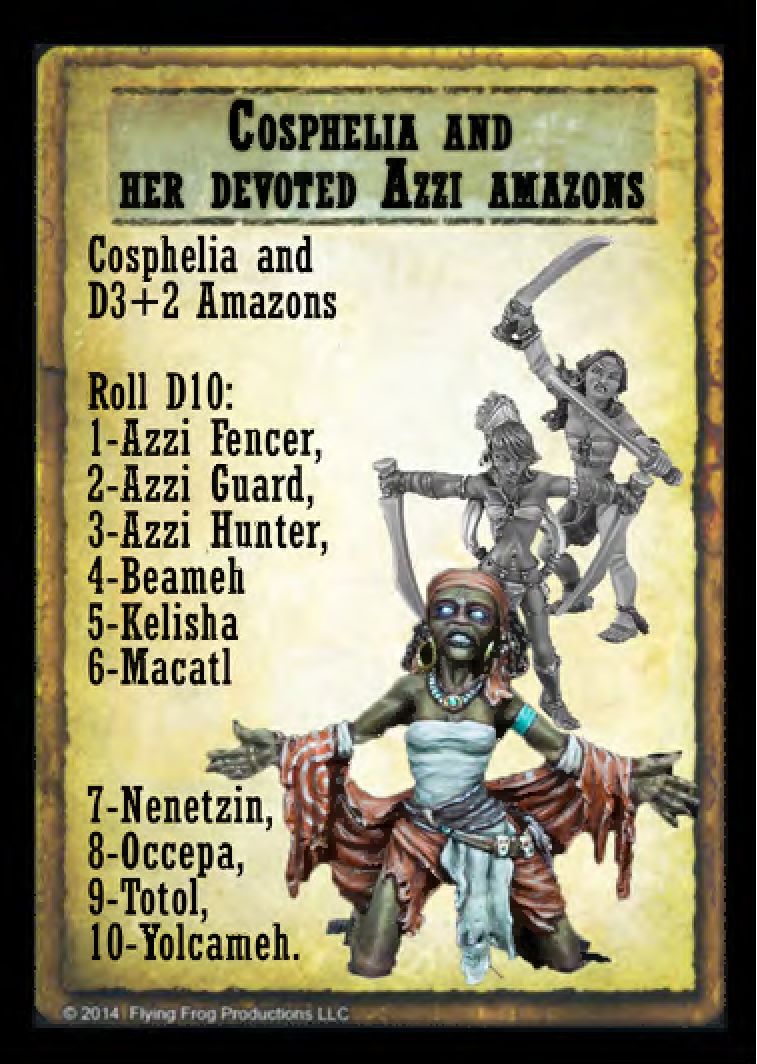 Cosphelia and
her devoted Azzi amazons
Cosphelia and
D3+2 Amazons
Roll D10:
1-Azzi Fencer,
2-Azzi Guard,
3-Azzi Hunter,
4-Beameh
5-Kelisha
6-Macatl
7-Nenetzin,
8-Occepa,
9-Totol,
10-Yolcameh.
© 2014 Flying Frog Productions LLC